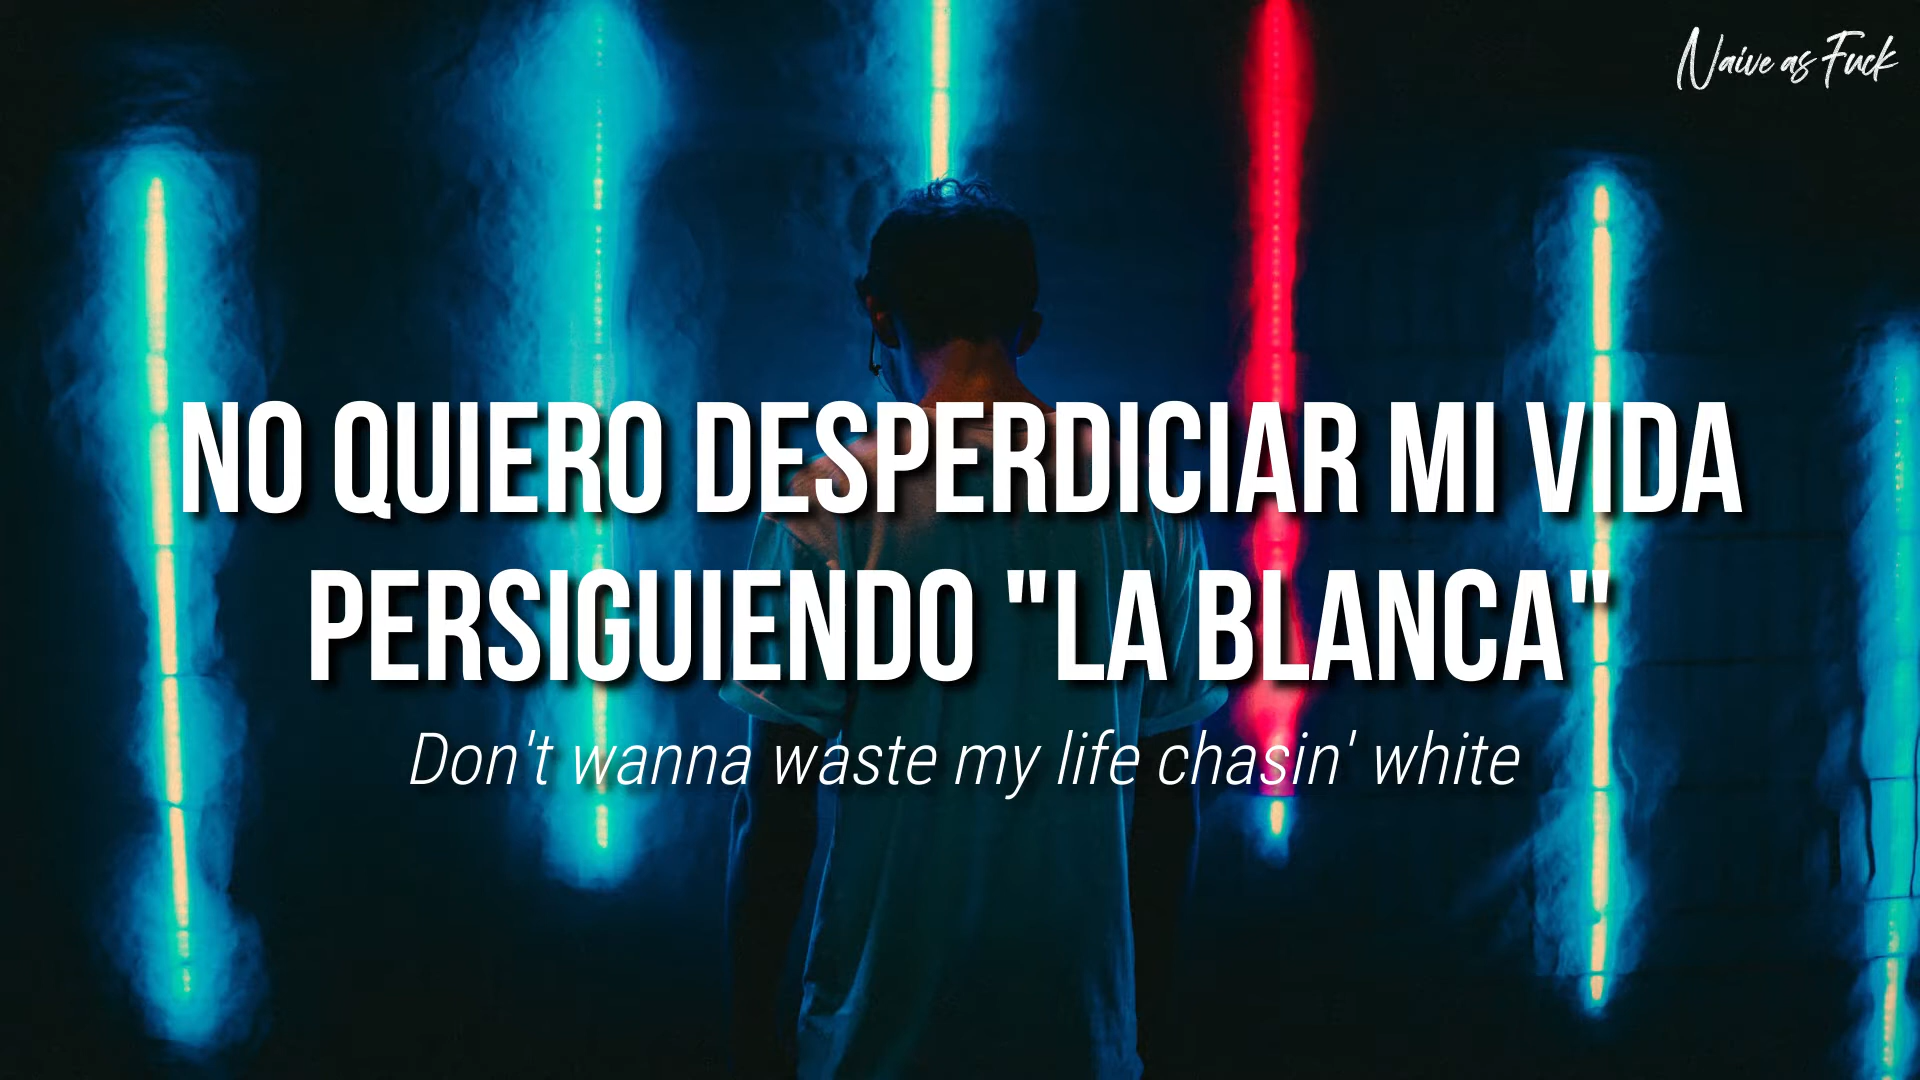 Naive as Fuck
NO QUIERO DESPERDICIAR MI VIDA
PERSIGUIENDO "LA BLANCA"
Don't wanna waste my life chasin' white